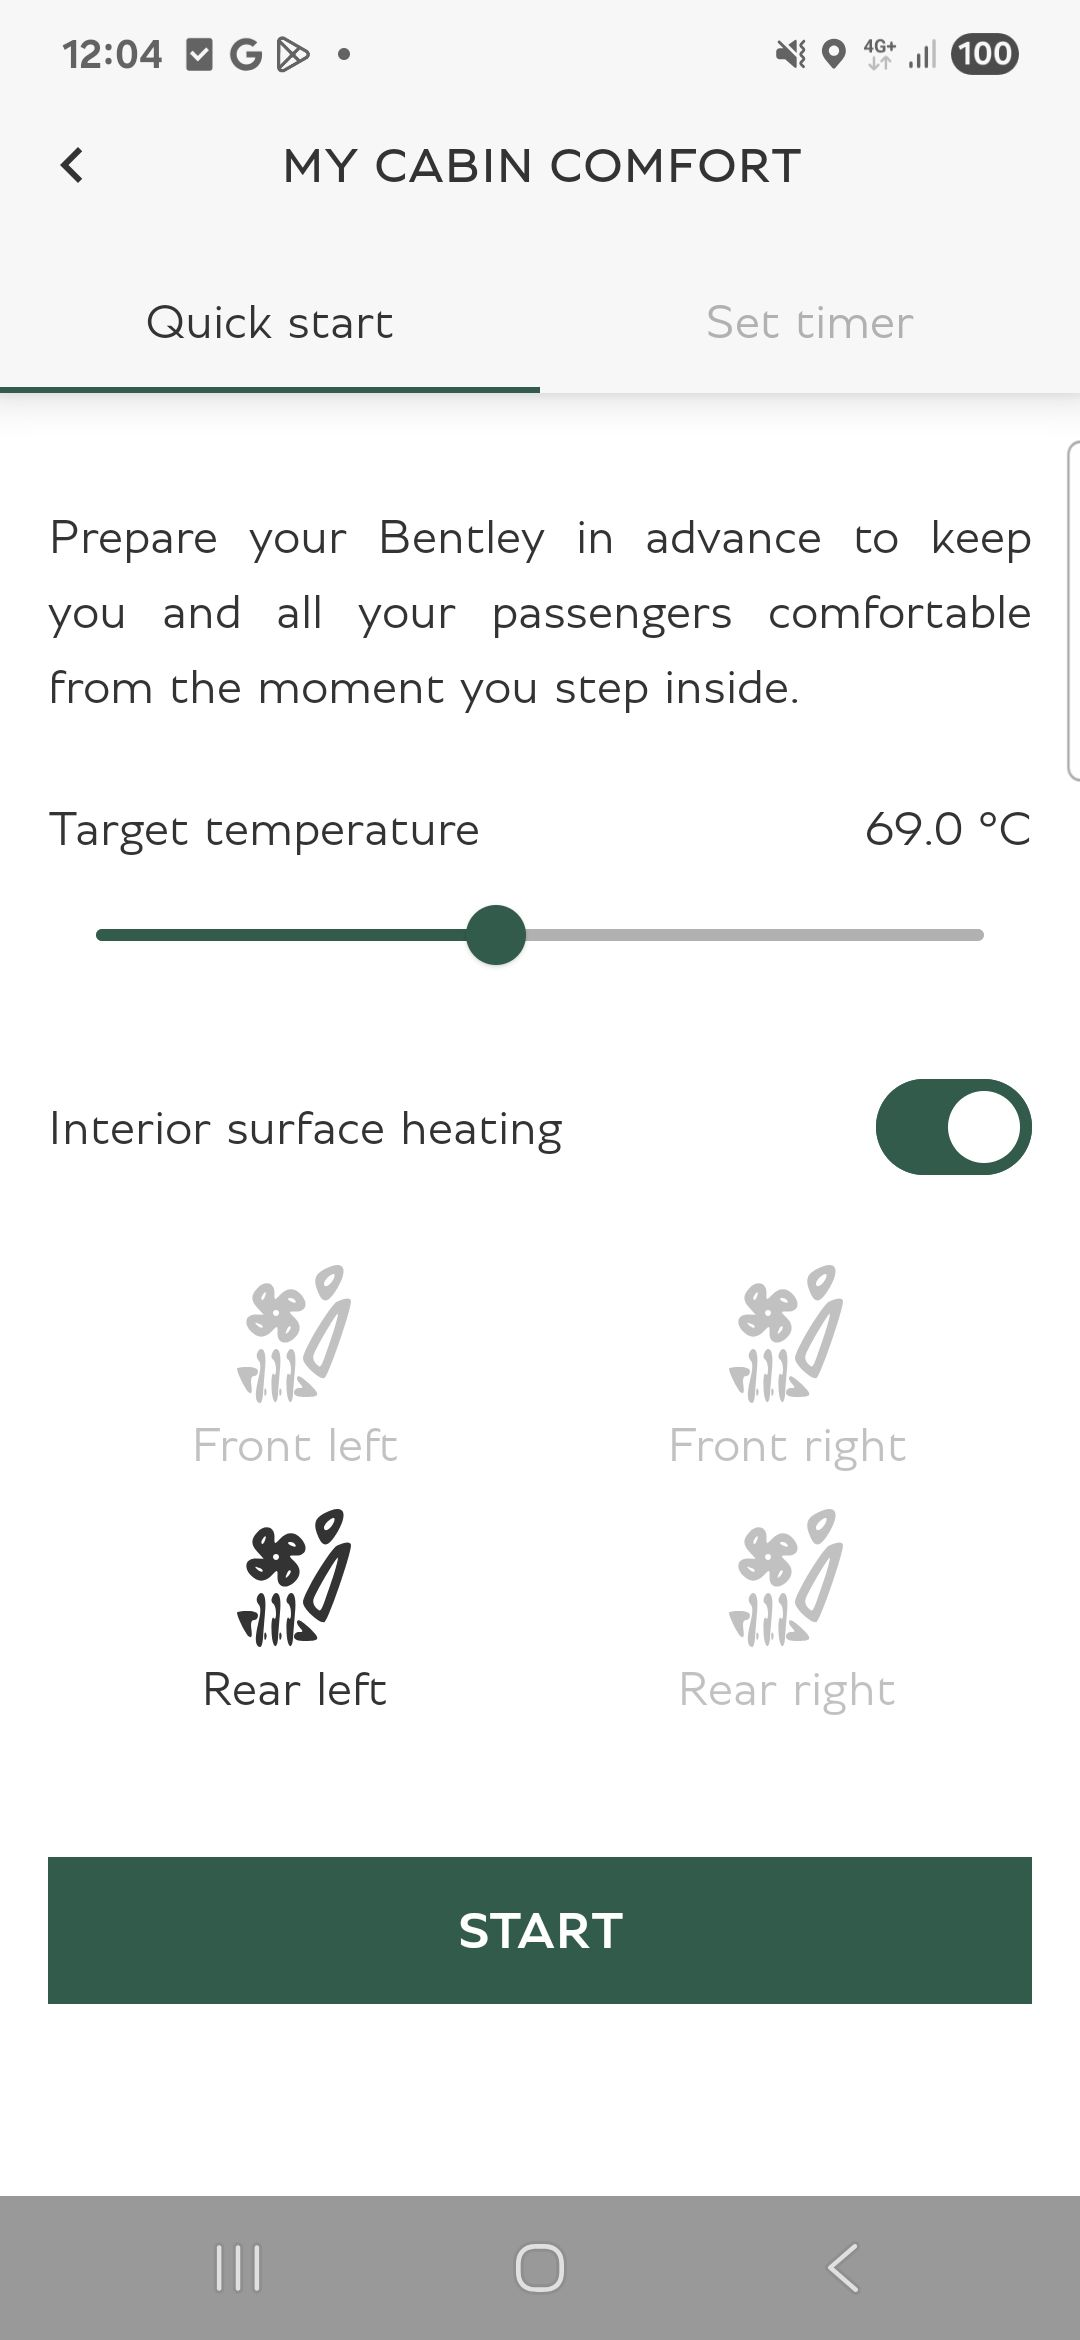 12:04
4G+
100
MY CABIN COMFORT
Quick start
Set timer
Prepare your Bentley in advance to keep
you and all your passengers comfortable
from the moment you step inside.
Target temperature
69.0 °C
Interior surface heating
Front left
Front right
Rear left
Rear right
START